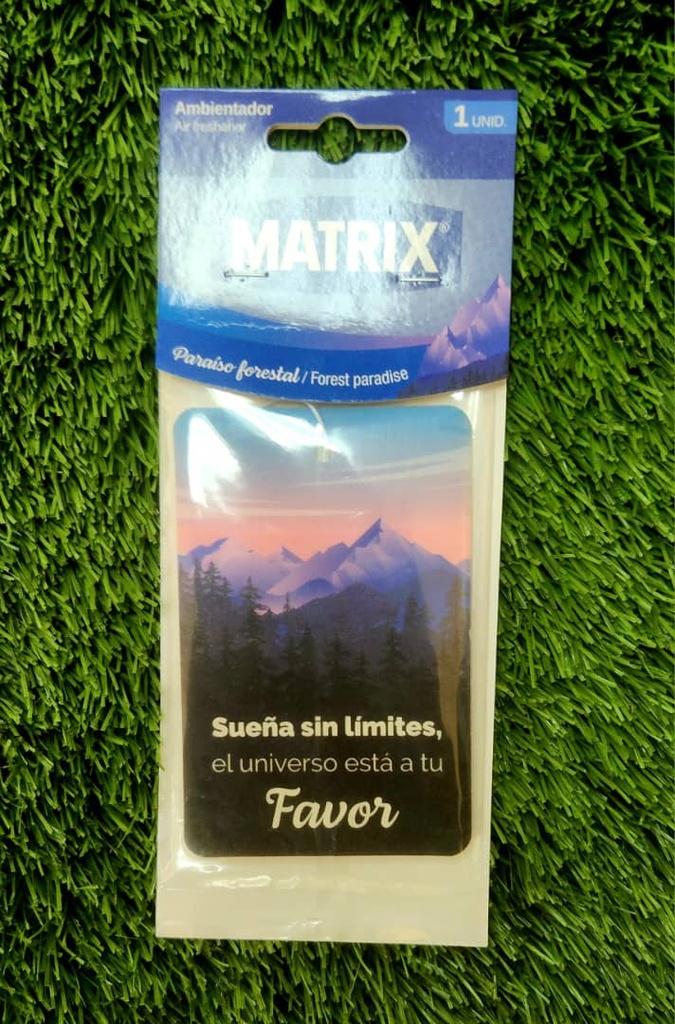 Ambientador
Air freshener
1 UNID.
MATRIX®
Paraíso forestal / Forest paradise
Sueña sin límites,
el universo está a tu
Favor